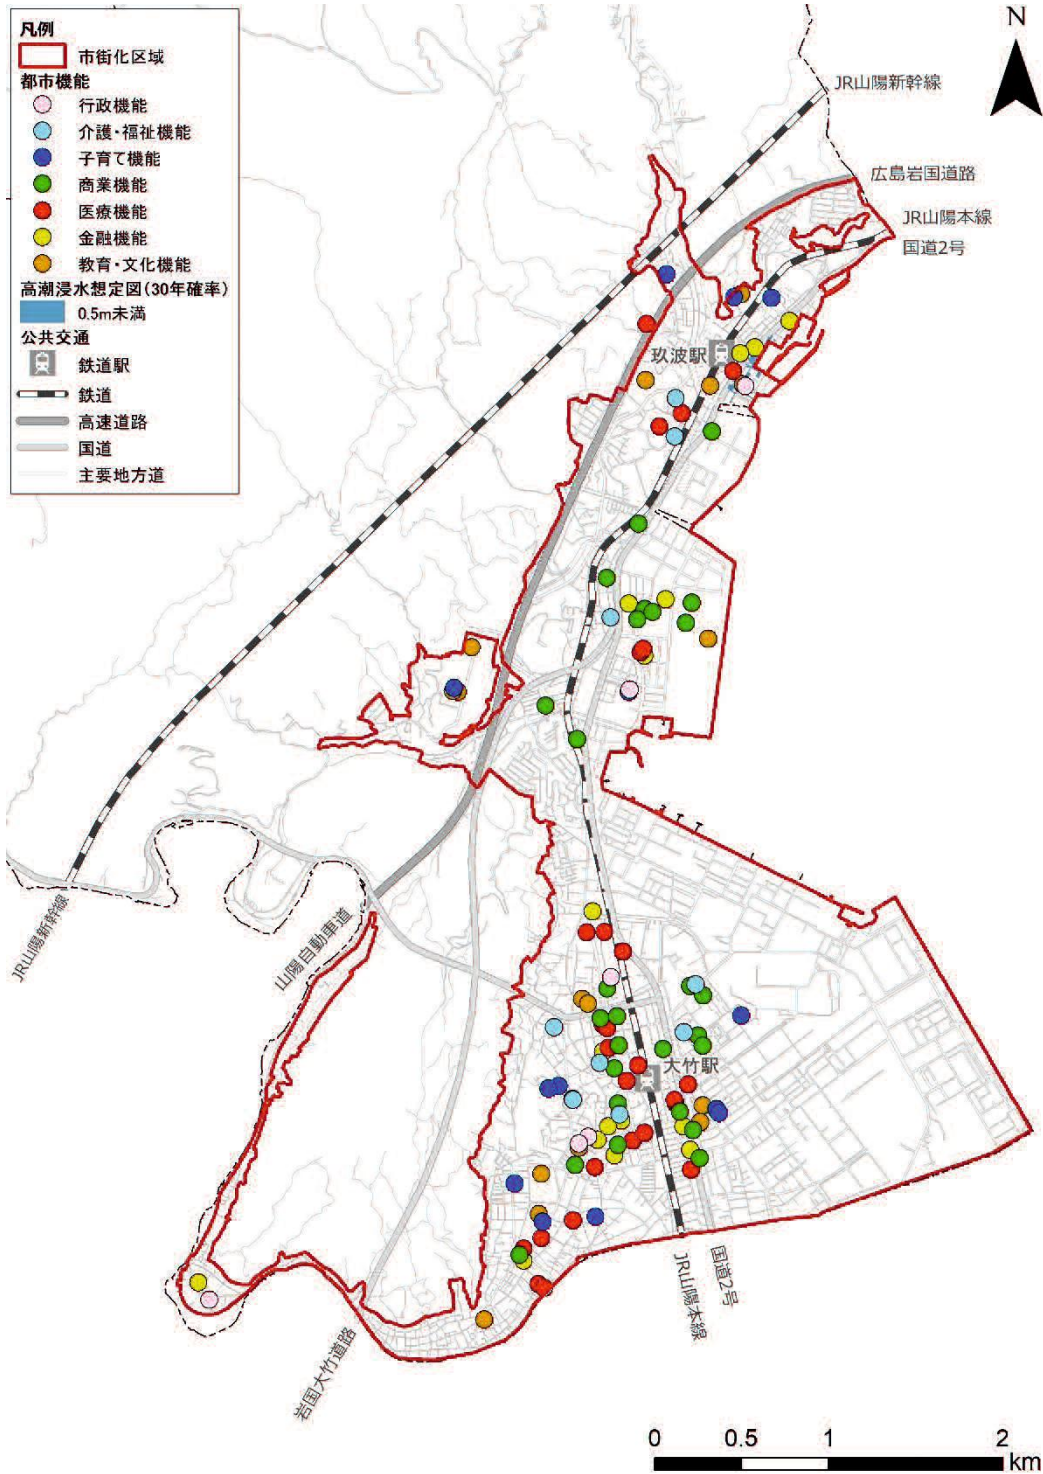 凡例
市街化区域
都市機能
行政機能
介護・福祉機能
子育て機能
商業機能
医療機能
金融機能
教育・文化機能
高潮浸水想定図(30年確率)
0.5m未満
公共交通
鉄道駅
鉄道
高速道路
国道
主要地方道
N
JR山陽新幹線
広島岩国道路
JR山陽本線
国道2号
玖波駅
JR山陽新幹線
山陽自動車道
大竹駅
岩国大竹道路
JR山陽本線
国道2号
0 0.5 1 2
km